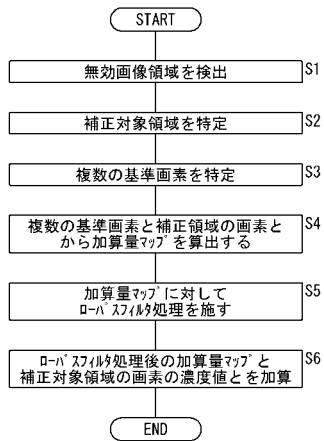 START
無効画像領域を検出
S1
補正対象領域を特定
S2
複数の基準画素を特定
S3
複数の基準画素と補正領域の画素と
から加算量マップを算出する
S4
加算量マップに対して
ローパスフィルタ処理を施す
S5
ローパスフィルタ処理後の加算量マップと
補正対象領域の画素の濃度値とを加算
S6
END